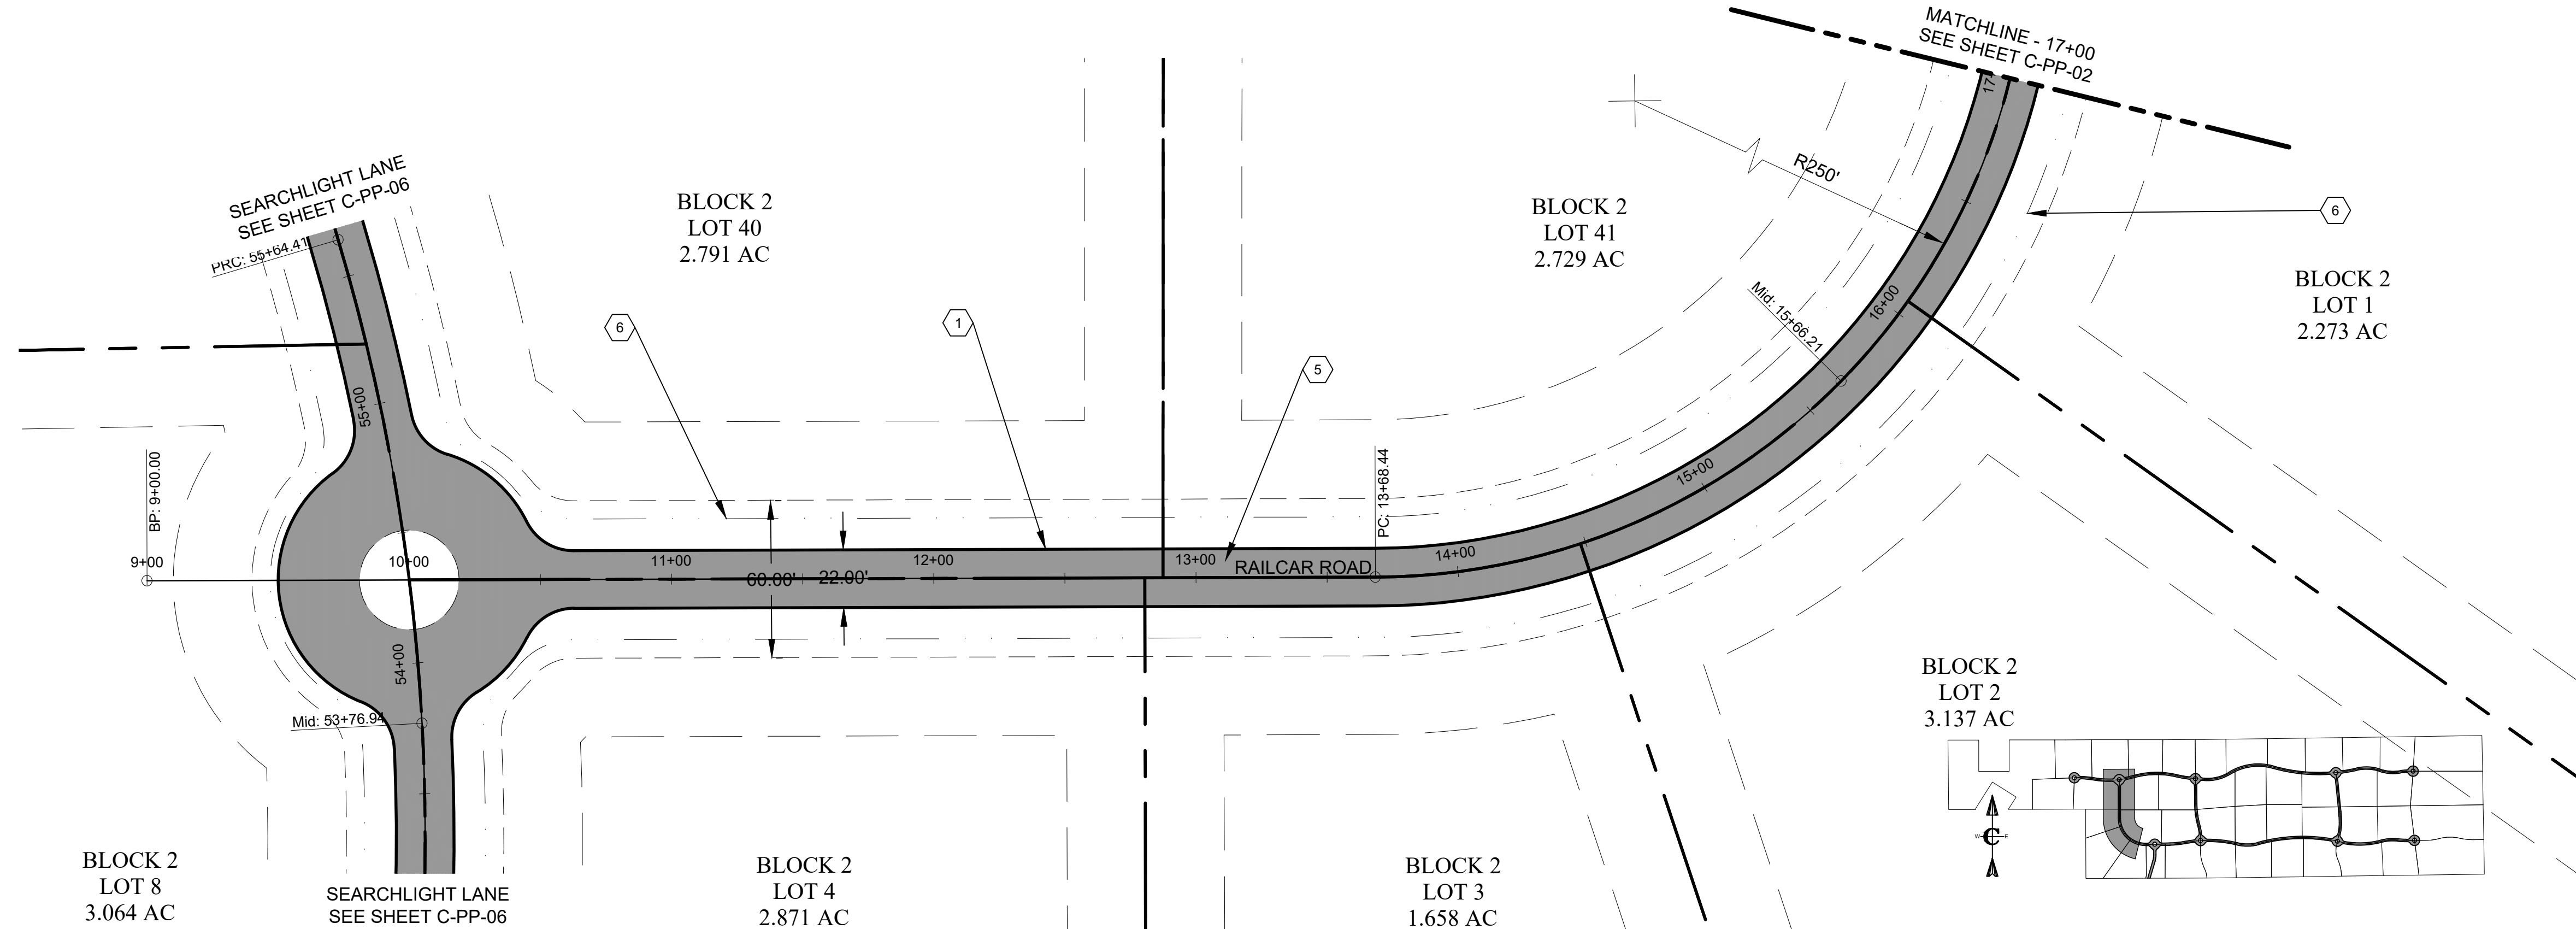 MATCHLINE - 17+00
SEE SHEET C-PP-02
17+
SEARCHLIGHT LANE
SEE SHEET C-PP-06
PRC: 55+64.41
BLOCK 2
LOT 40
2.791 AC
BLOCK 2
LOT 41
2.729 AC
R250'
6
BLOCK 2
LOT 1
2.273 AC
6
1
5
Mid: 15+66.21
16+00
55+00
BP: 9+00.00
9+00
10+00
11+00
12+00
13+00
PC: 13+68.44
14+00
15+00
RAILCAR ROAD
60.00'
22.00'
54+00
Mid: 53+76.94
BLOCK 2
LOT 2
3.137 AC
W
C
E
BLOCK 2
LOT 8
3.064 AC
SEARCHLIGHT LANE
SEE SHEET C-PP-06
BLOCK 2
LOT 4
2.871 AC
BLOCK 2
LOT 3
1.658 AC